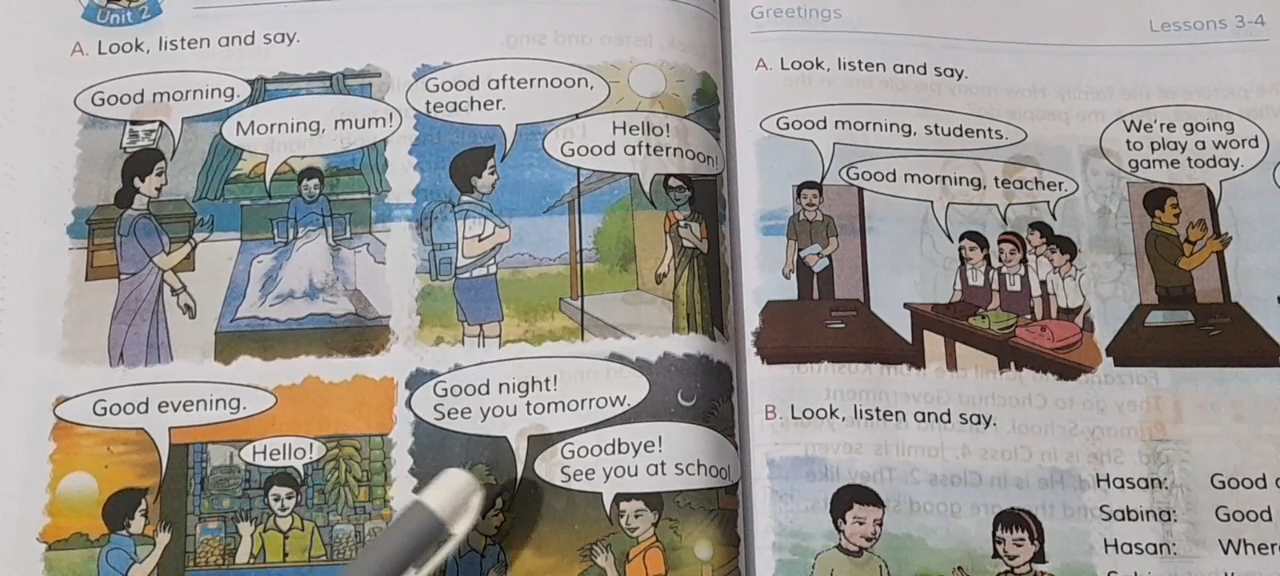 Unit 2
A. Look, listen and say.
Good morning.
Morning, mum!
Good afternoon,
teacher.
Hello!
Good afternoon!
Good evening.
Hello!
Good night!
See you tomorrow.
Goodbye!
See you at school.
Greetings
Lessons 3-4
A. Look, listen and say.
Good morning, students.
Good morning, teacher.
We're going
to play a word
game today.
B. Look, listen and say.
Hasan: Good
Sabina: Good
Hasan: